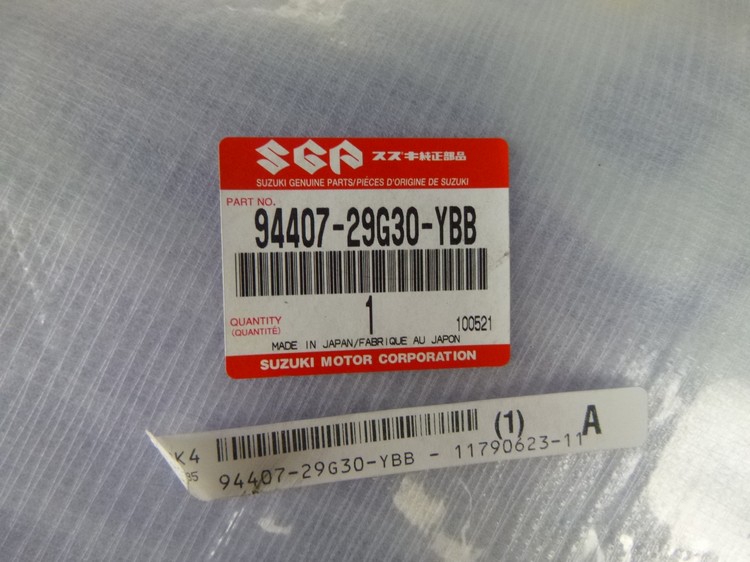 SGP スズキ純正部品
SUZUKI GENUINE PARTS/PIÈCES D'ORIGINE DE SUZUKI
PART NO.
94407-29G30-YBB
1
QUANTITY
(QUANTITÉ)
100521
MADE IN JAPAN/FABRIQUE AU JAPON
SUZUKI MOTOR CORPORATION
(1) A
K4
94407-29G30-YBB - 11790623-11